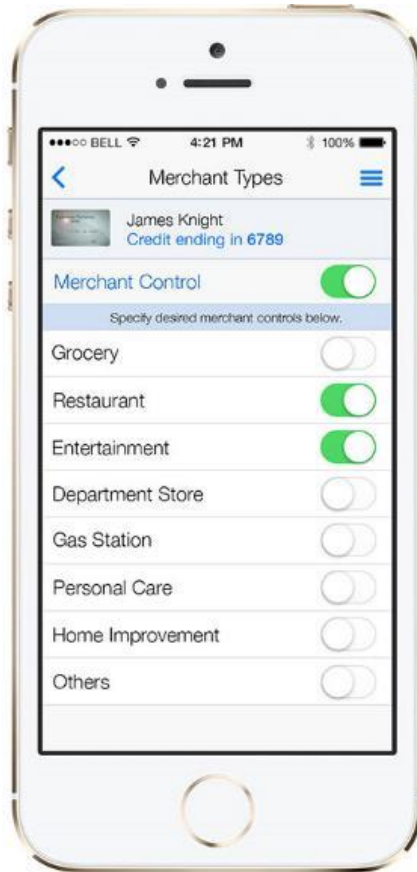 BELL 4:21 PM 100%
Merchant Types
James Knight
Credit ending in 6789
Merchant Control
Specify desired merchant controls below.
Grocery
Restaurant
Entertainment
Department Store
Gas Station
Personal Care
Home Improvement
Others